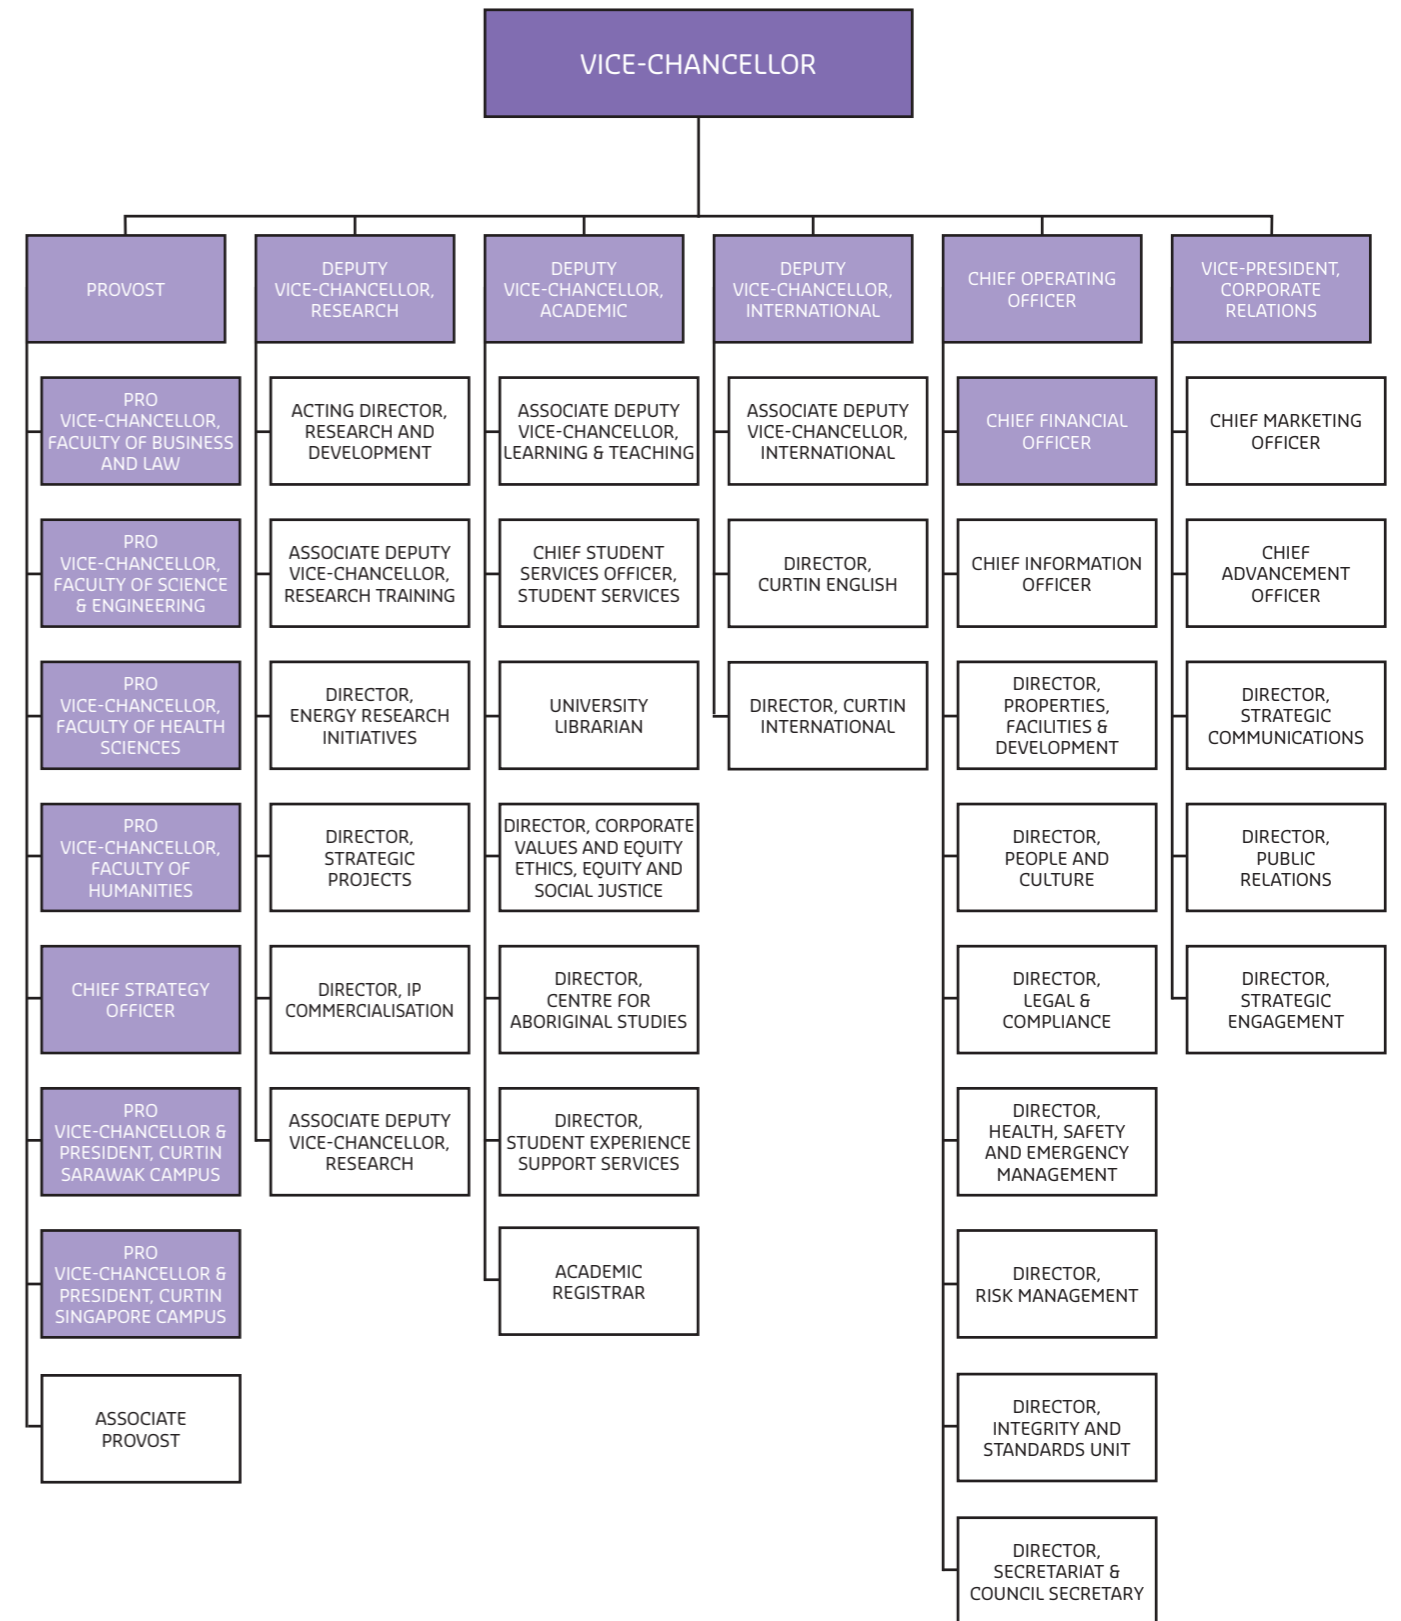 VICE-CHANCELLOR
PROVOST
DEPUTY
VICE-CHANCELLOR,
RESEARCH
DEPUTY
VICE-CHANCELLOR,
ACADEMIC
DEPUTY
VICE-CHANCELLOR,
INTERNATIONAL
CHIEF OPERATING
OFFICER
VICE-PRESIDENT,
CORPORATE
RELATIONS
PRO
VICE-CHANCELLOR,
FACULTY OF BUSINESS
AND LAW
ACTING DIRECTOR,
RESEARCH AND
DEVELOPMENT
ASSOCIATE DEPUTY
VICE-CHANCELLOR,
LEARNING & TEACHING
ASSOCIATE DEPUTY
VICE-CHANCELLOR,
INTERNATIONAL
CHIEF FINANCIAL
OFFICER
CHIEF MARKETING
OFFICER
PRO
VICE-CHANCELLOR,
FACULTY OF SCIENCE
& ENGINEERING
ASSOCIATE DEPUTY
VICE-CHANCELLOR,
RESEARCH TRAINING
CHIEF STUDENT
SERVICES OFFICER,
STUDENT SERVICES
DIRECTOR,
CURTIN ENGLISH
CHIEF INFORMATION
OFFICER
CHIEF
ADVANCEMENT
OFFICER
PRO
VICE-CHANCELLOR,
FACULTY OF HEALTH
SCIENCES
DIRECTOR,
ENERGY RESEARCH
INITIATIVES
UNIVERSITY
LIBRARIAN
DIRECTOR, CURTIN
INTERNATIONAL
DIRECTOR,
PROPERTIES,
FACILITIES &
DEVELOPMENT
DIRECTOR,
STRATEGIC
COMMUNICATIONS
PRO
VICE-CHANCELLOR,
FACULTY OF
HUMANITIES
DIRECTOR,
STRATEGIC
PROJECTS
DIRECTOR, CORPORATE
VALUES AND EQUITY
ETHICS, EQUITY AND
SOCIAL JUSTICE
DIRECTOR,
PEOPLE AND
CULTURE
DIRECTOR,
PUBLIC
RELATIONS
CHIEF STRATEGY
OFFICER
DIRECTOR, IP
COMMERCIALISATION
DIRECTOR,
CENTRE FOR
ABORIGINAL STUDIES
DIRECTOR,
LEGAL &
COMPLIANCE
DIRECTOR,
STRATEGIC
ENGAGEMENT
PRO
VICE-CHANCELLOR &
PRESIDENT, CURTIN
SARAWAK CAMPUS
ASSOCIATE DEPUTY
VICE-CHANCELLOR,
RESEARCH
DIRECTOR,
STUDENT EXPERIENCE
SUPPORT SERVICES
DIRECTOR,
HEALTH, SAFETY
AND EMERGENCY
MANAGEMENT
PRO
VICE-CHANCELLOR &
PRESIDENT, CURTIN
SINGAPORE CAMPUS
ACADEMIC
REGISTRAR
DIRECTOR,
RISK MANAGEMENT
ASSOCIATE
PROVOST
DIRECTOR,
INTEGRITY AND
STANDARDS UNIT
DIRECTOR,
SECRETARIAT &
COUNCIL SECRETARY